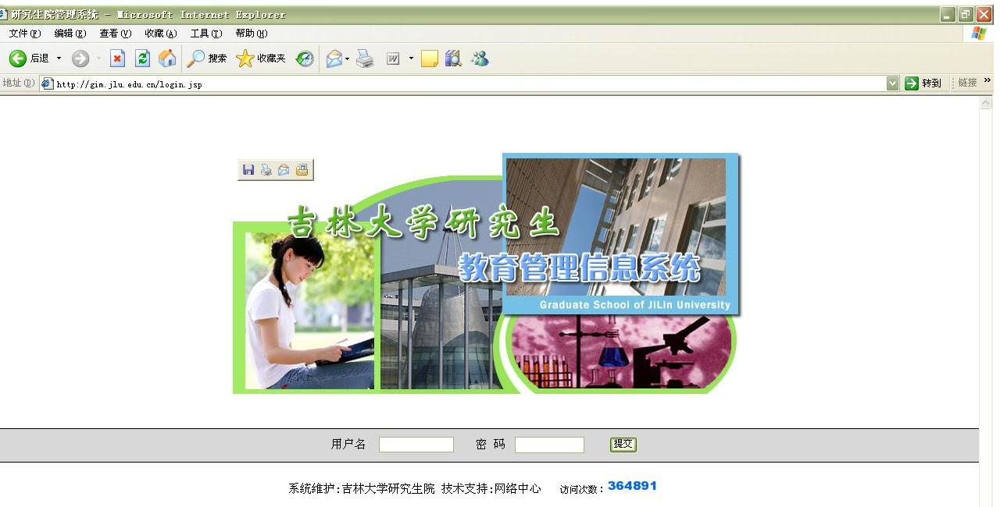 研究生院管理系统 - Microsoft Internet Explorer
文件(F) 编辑(E) 查看(V) 收藏(A) 工具(T) 帮助(H)
后退 搜索 收藏夹
地址(D) http://gim.jlu.edu.cn/login.jsp 转到 链接 »
吉林大学研究生
教育管理信息系统
Graduate School of JiLin University
用户名 密 码 提交
系统维护:吉林大学研究生院 技术支持:网络中心 访问次数: 364891